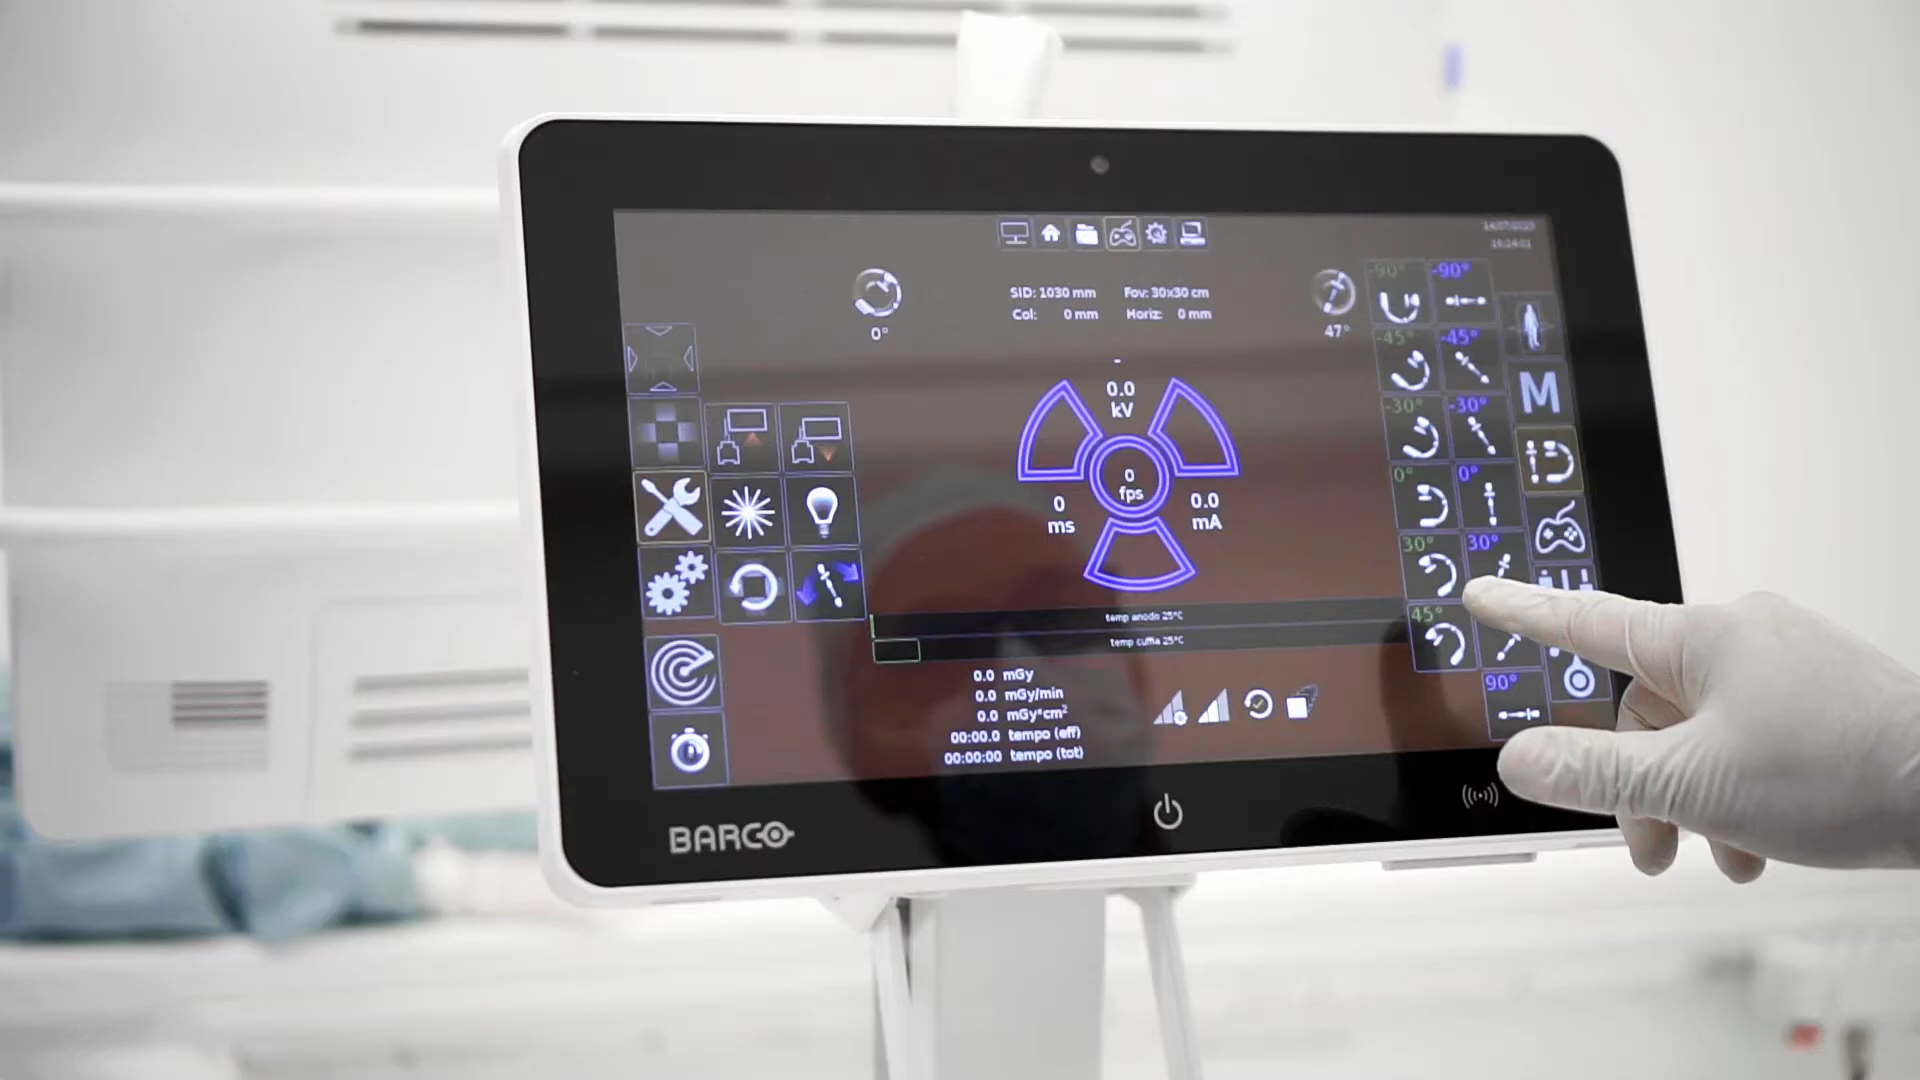 16:24:01
SID: 1030 mm Fov: 30x30 cm
Col: 0 mm Horiz: 0 mm
0°
47°
-90° -90°
-45° -45°
-30° -30°
0° 0°
30° 30°
45°
90°
M
-
0.0
kV
0
fps
0
ms
0.0
mA
temp anodo 25°C
temp cuffia 25°C
0.0 mGy
0.0 mGy/min
0.0 mGy*cm²
00:00.0 tempo (eff)
00:00:00 tempo (tot)
BARCO